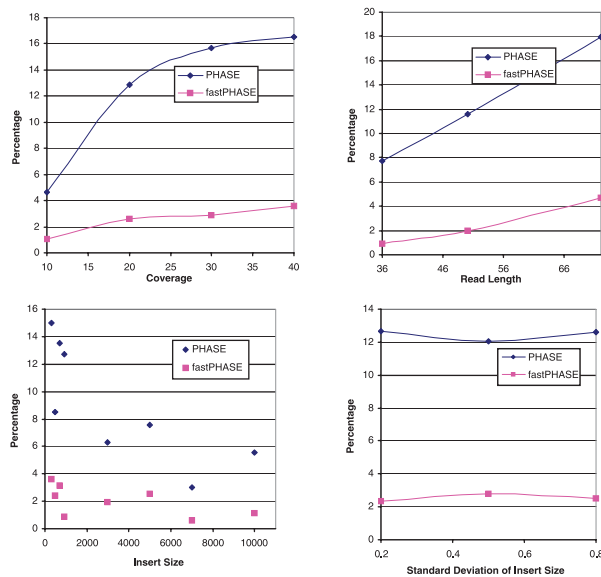 18
16
14
12
10
8
6
4
2
0
Percentage
PHASE
fastPHASE
10 15 20 25 30 35 40
Coverage
20
18
16
14
12
10
8
6
4
2
0
Percentage
PHASE
fastPHASE
36 46 56 66
Read Length
16
14
12
10
8
6
4
2
0
Percentage
PHASE
fastPHASE
0 2000 4000 6000 8000 10000
Insert Size
14
12
10
8
6
4
2
0
Percentage
PHASE
fastPHASE
0.2 0.4 0.6 0.8
Standard Deviation of Insert Size